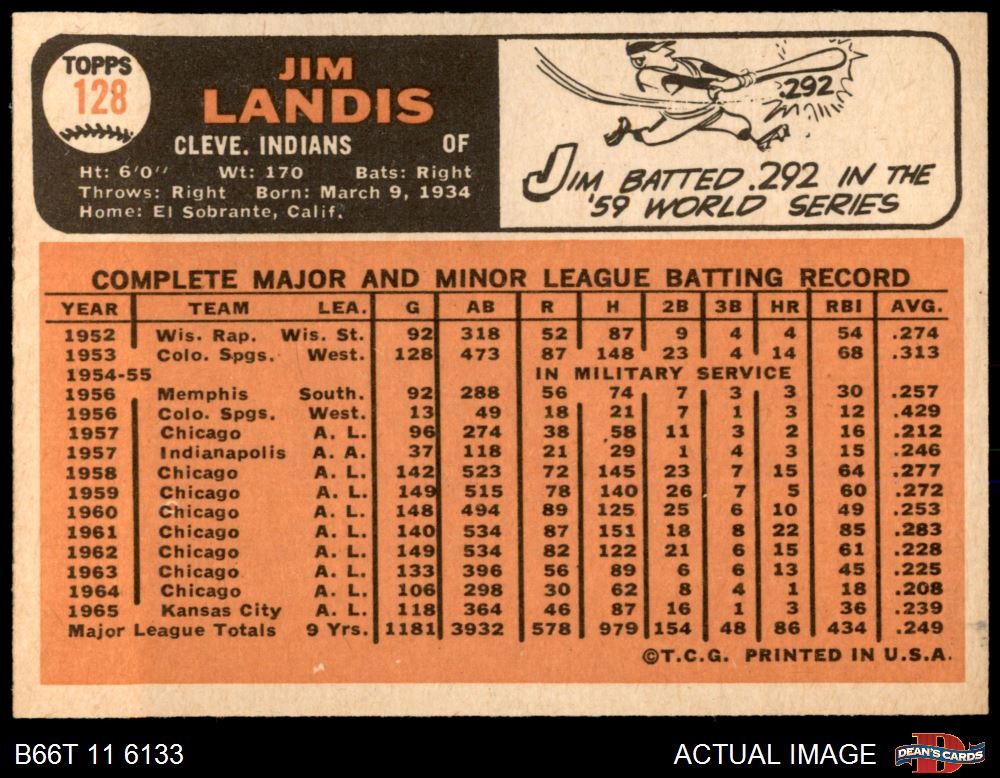 TOPPS
128
JIM
LANDIS
CLEVE. INDIANS OF
Ht: 6'0" Wt: 170 Bats: Right
Throws: Right Born: March 9, 1934
Home: El Sobrante, Calif.
.292
JIM BATTED .292 IN THE
'59 WORLD SERIES
COMPLETE MAJOR AND MINOR LEAGUE BATTING RECORD
YEAR TEAM LEA. G AB R H 2B 3B HR RBI AVG.
1952 Wis. Rap. Wis. St. 92 318 52 87 9 4 4 54 .274
1953 Colo. Spgs. West. 128 473 87 148 23 4 14 68 .313
1954-55 IN MILITARY SERVICE
1956 Memphis South. 92 288 56 74 7 3 3 30 .257
1956 Colo. Spgs. West. 13 49 18 21 7 1 3 12 .429
1957 Chicago A. L. 96 274 38 58 11 3 2 16 .212
1957 Indianapolis A. A. 37 118 21 29 1 4 3 15 .246
1958 Chicago A. L. 142 523 72 145 23 7 15 64 .277
1959 Chicago A. L. 149 515 78 140 26 7 5 60 .272
1960 Chicago A. L. 148 494 89 125 25 6 10 49 .253
1961 Chicago A. L. 140 534 87 151 18 8 22 85 .283
1962 Chicago A. L. 149 534 82 122 21 6 15 61 .228
1963 Chicago A. L. 133 396 56 89 6 6 13 45 .225
1964 Chicago A. L. 106 298 30 62 8 4 1 18 .208
1965 Kansas City A. L. 118 364 46 87 16 1 3 36 .239
Major League Totals 9 Yrs. 1181 3932 578 979 154 48 86 434 .249
©T.C.G. PRINTED IN U.S.A.
B66T 11 6133 ACTUAL IMAGE DEAN'S CARDS